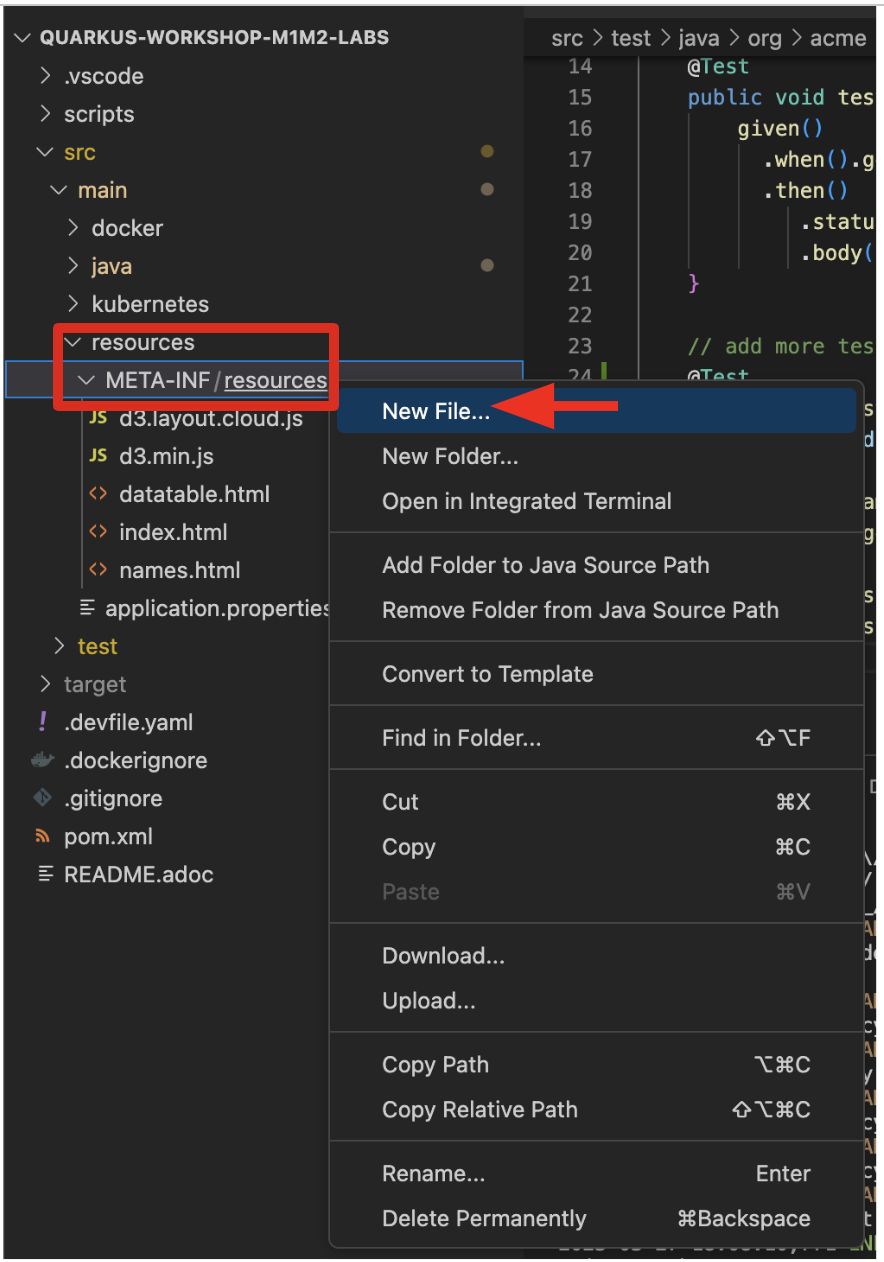 QUARKUS-WORKSHOP-M1M2-LABS
.vscode
scripts
src
main
docker
java
kubernetes
resources
META-INF/resources
JS d3.layout.cloud.js
JS d3.min.js
<> datatable.html
<> index.html
<> names.html
application.properties
test
target
! .devfile.yaml
.dockerignore
.gitignore
pom.xml
README.adoc
src > test > java > org > acme
14 @Test
15 public void tes
16 given()
17 .when().g
18 .then()
19 .statu
20 .body(
21 }
22
23 // add more tes
24 @Test
New File...
New Folder...
Open in Integrated Terminal
Add Folder to Java Source Path
Remove Folder from Java Source Path
Convert to Template
Find in Folder... ⇧⌥F
Cut ⌘X
Copy ⌘C
Paste ⌘V
Download...
Upload...
Copy Path ⌥⌘C
Copy Relative Path ⇧⌥⌘C
Rename... Enter
Delete Permanently ⌘Backspace